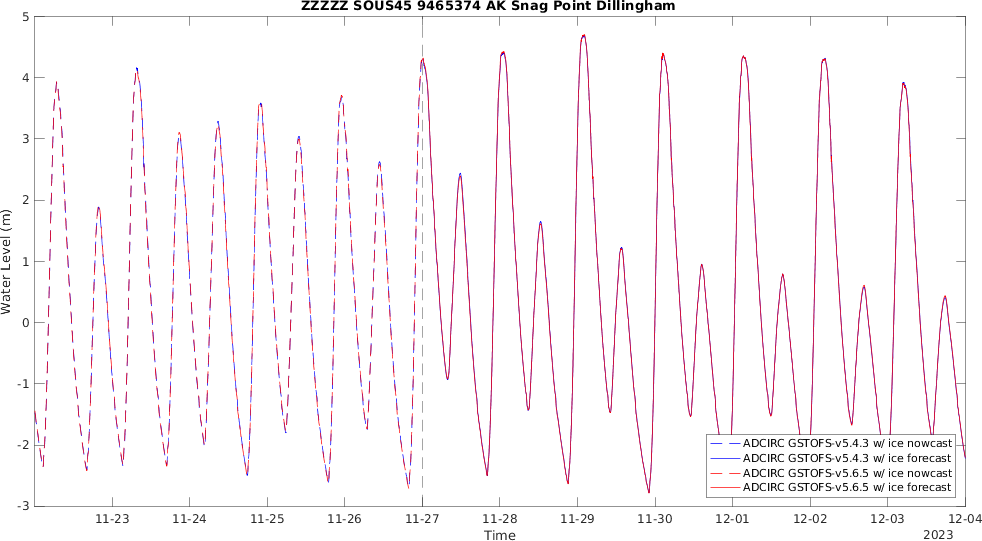 ZZZZZ SOUS45 9465374 AK Snag Point Dillingham
5
4
3
2
1
0
-1
-2
-3
Water Level (m)
ADCIRC GSTOFS-v5.4.3 w/ ice nowcast
ADCIRC GSTOFS-v5.4.3 w/ ice forecast
ADCIRC GSTOFS-v5.6.5 w/ ice nowcast
ADCIRC GSTOFS-v5.6.5 w/ ice forecast
11-23 11-24 11-25 11-26 11-27 11-28 11-29 11-30 12-01 12-02 12-03 12-04
Time 2023